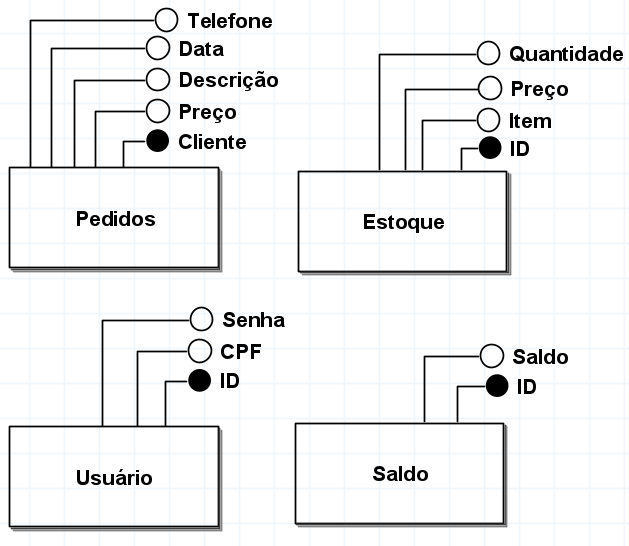 Telefone
Data
Descrição
Preço
Cliente
Pedidos
Quantidade
Preço
Item
ID
Estoque
Senha
CPF
ID
Usuário
Saldo
ID
Saldo